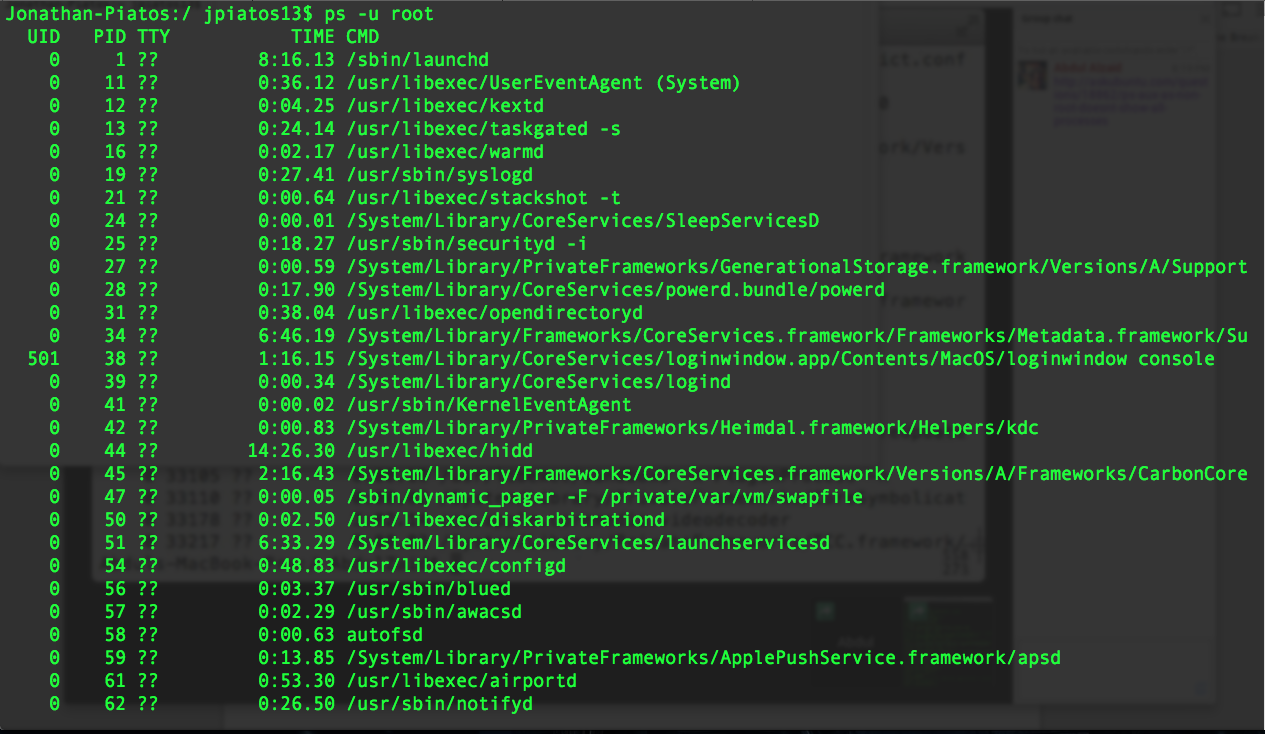 Jonathan-Piatos:/ jpiatos13$ ps -u root
UID PID TTY TIME CMD
0 1 ?? 8:16.13 /sbin/launchd
0 11 ?? 0:36.12 /usr/libexec/UserEventAgent (System)
0 12 ?? 0:04.25 /usr/libexec/kextd
0 13 ?? 0:24.14 /usr/libexec/taskgated -s
0 16 ?? 0:02.17 /usr/libexec/warmd
0 19 ?? 0:27.41 /usr/sbin/syslogd
0 21 ?? 0:00.64 /usr/libexec/stackshot -t
0 24 ?? 0:00.01 /System/Library/CoreServices/SleepServicesD
0 25 ?? 0:18.27 /usr/sbin/securityd -i
0 27 ?? 0:00.59 /System/Library/PrivateFrameworks/GenerationalStorage.framework/Versions/A/Support
0 28 ?? 0:17.90 /System/Library/CoreServices/powerd.bundle/powerd
0 31 ?? 0:38.04 /usr/libexec/opendirectoryd
0 34 ?? 6:46.19 /System/Library/Frameworks/CoreServices.framework/Frameworks/Metadata.framework/Su
501 38 ?? 1:16.15 /System/Library/CoreServices/loginwindow.app/Contents/MacOS/loginwindow console
0 39 ?? 0:00.34 /System/Library/CoreServices/logind
0 41 ?? 0:00.02 /usr/sbin/KernelEventAgent
0 42 ?? 0:00.83 /System/Library/PrivateFrameworks/Heimdal.framework/Helpers/kdc
0 44 ?? 14:26.30 /usr/libexec/hidd
0 45 ?? 2:16.43 /System/Library/Frameworks/CoreServices.framework/Versions/A/Frameworks/CarbonCore
0 47 ?? 0:00.05 /sbin/dynamic_pager -F /private/var/vm/swapfile
0 50 ?? 0:02.50 /usr/libexec/diskarbitrationd
0 51 ?? 6:33.29 /System/Library/CoreServices/launchservicesd
0 54 ?? 0:48.83 /usr/libexec/configd
0 56 ?? 0:03.37 /usr/sbin/blued
0 57 ?? 0:02.29 /usr/sbin/awacsd
0 58 ?? 0:00.63 autofsd
0 59 ?? 0:13.85 /System/Library/PrivateFrameworks/ApplePushService.framework/apsd
0 61 ?? 0:53.30 /usr/libexec/airportd
0 62 ?? 0:26.50 /usr/sbin/notifyd